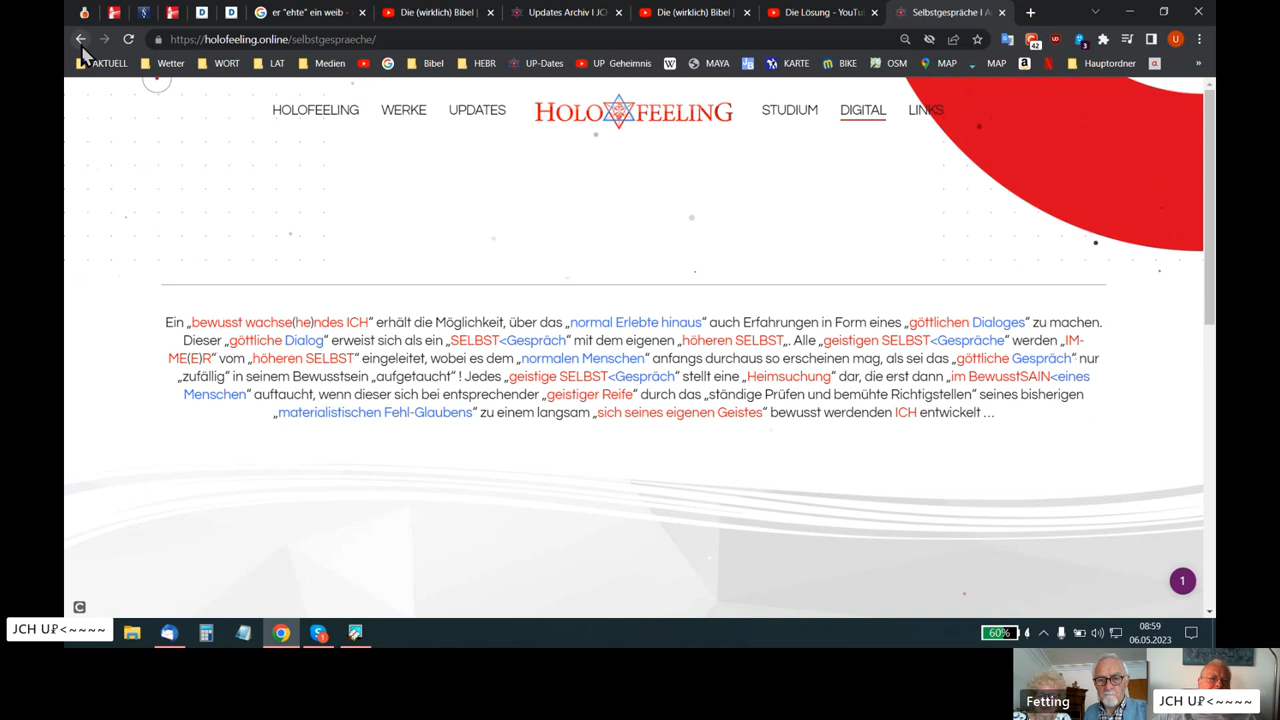 er "ehte" ein weib -
Die (wirklich) Bibel |
Updates Archiv I JCH
Die (wirklich) Bibel |
Die Lösung - YouTu
Selbstgespräche I A
https://holofeeling.online/selbstgespraeche/
42
3
U
AKTUELL
Wetter
WORT
LAT
Medien
Bibel
HEBR
UP-Dates
UP Geheimnis
W
MAYA
KARTE
BIKE
OSM
MAP
MAP
a
Hauptordner
HOLOFEELING
WERKE
UPDATES
HOLO FEELING
STUDIUM
DIGITAL
LINKS
Ein „bewusst wachse(he)ndes ICH“ erhält die Möglichkeit, über das „normal Erlebte hinaus“ auch Erfahrungen in Form eines „göttlichen Dialoges“ zu machen.
Dieser „göttliche Dialog“ erweist sich als ein „SELBST<Gespräch“ mit dem eigenen „höheren SELBST„. Alle „geistigen SELBST<Gespräche“ werden „IM-
ME(E)R“ vom „höheren SELBST“ eingeleitet, wobei es dem „normalen Menschen“ anfangs durchaus so erscheinen mag, als sei das „göttliche Gespräch“ nur
„zufällig“ in seinem Bewusstsein „aufgetaucht“ ! Jedes „geistige SELBST<Gespräch“ stellt eine „Heimsuchung“ dar, die erst dann „im BewusstSAIN<eines
Menschen“ auftaucht, wenn dieser sich bei entsprechender „geistiger Reife“ durch das „ständige Prüfen und bemühte Richtigstellen“ seines bisherigen
„materialistischen Fehl-Glaubens“ zu einem langsam „sich seines eigenen Geistes“ bewusst werdenden ICH entwickelt …
1
60%
08:59
06.05.2023
Fetting